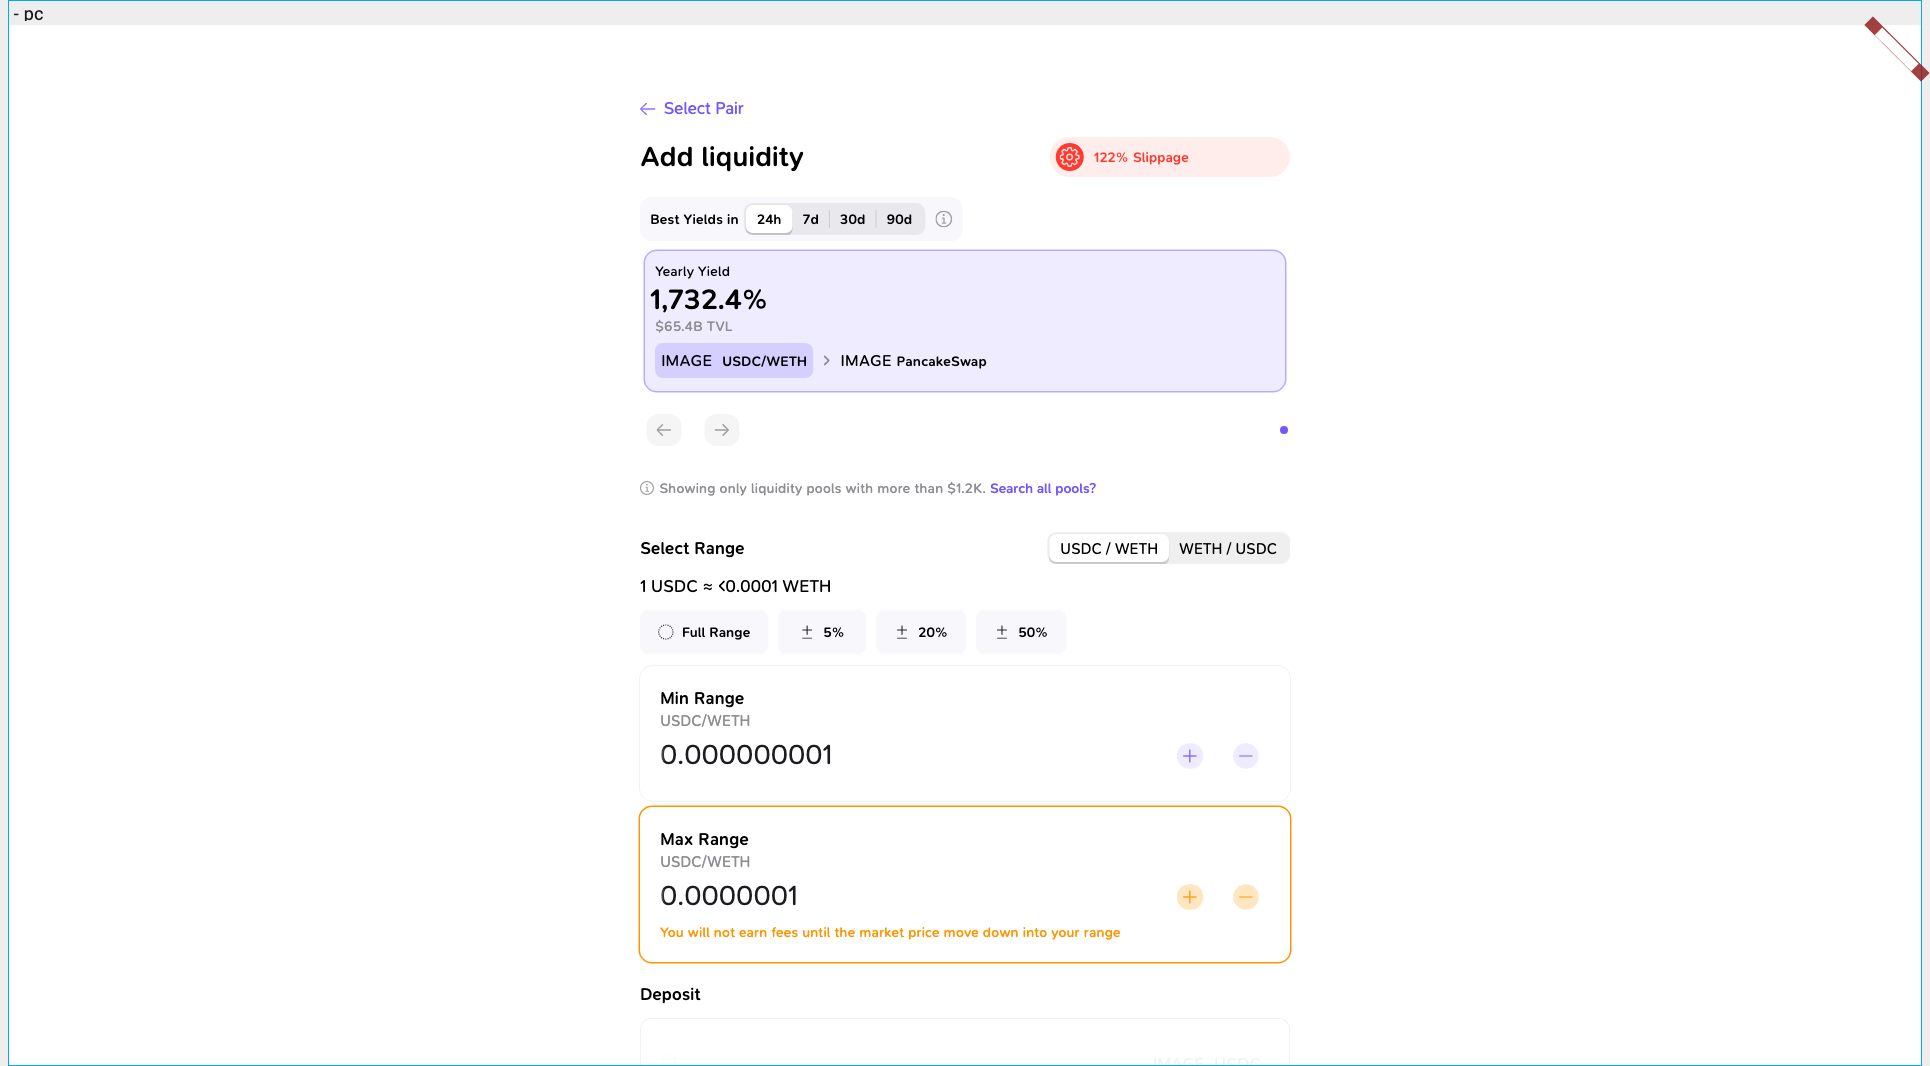 - pc
Select Pair
Add liquidity
122% Slippage
Best Yields in 24h 7d 30d 90d
Yearly Yield
1,732.4%
$65.4B TVL
IMAGE USDC/WETH > IMAGE PancakeSwap
Showing only liquidity pools with more than $1.2K. Search all pools?
Select Range
USDC / WETH WETH / USDC
1 USDC ≈ <0.0001 WETH
Full Range ± 5% ± 20% ± 50%
Min Range
USDC/WETH
0.000000001
Max Range
USDC/WETH
0.0000001
You will not earn fees until the market price move down into your range
Deposit
IMAGE USDC